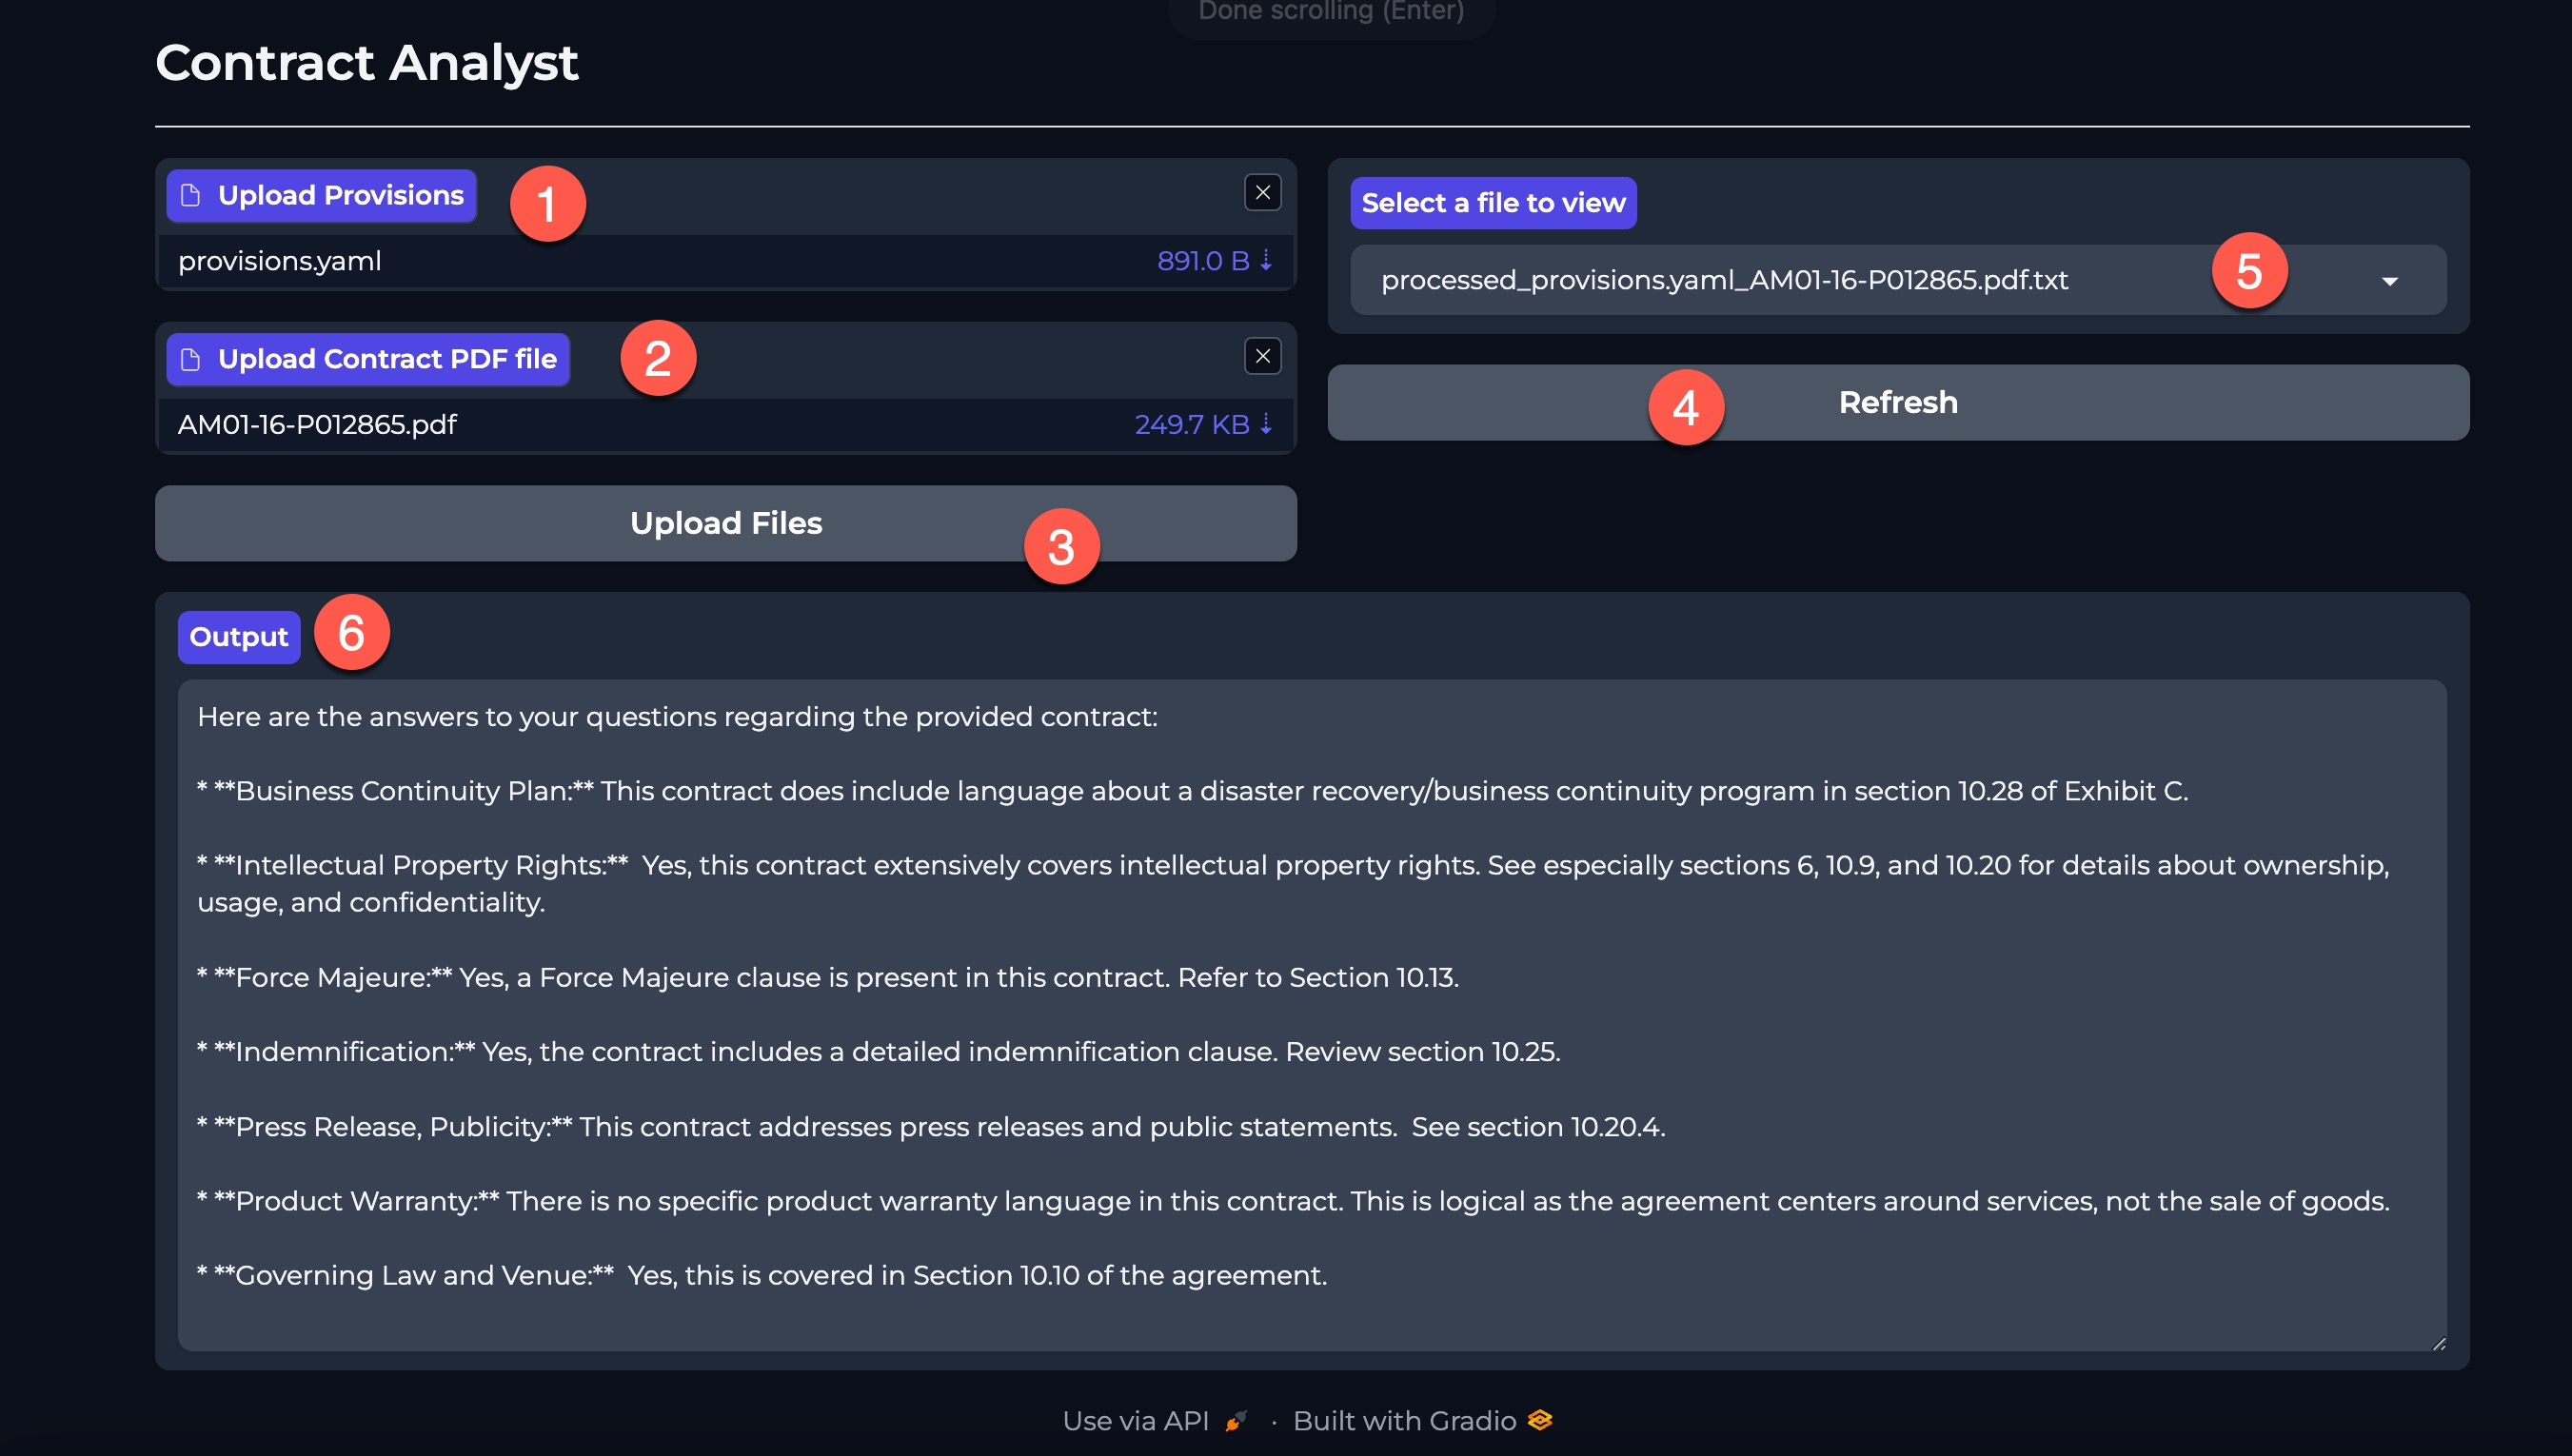 Done scrolling (Enter)
Contract Analyst
Upload Provisions
1
provisions.yaml
891.0 B ⇣
Upload Contract PDF file
2
AM01-16-P012865.pdf
249.7 KB ⇣
Upload Files
3
Select a file to view
processed_provisions.yaml_AM01-16-P012865.pdf.txt
5
4
Refresh
Output
6
Here are the answers to your questions regarding the provided contract:
* **Business Continuity Plan:** This contract does include language about a disaster recovery/business continuity program in section 10.28 of Exhibit C.
* **Intellectual Property Rights:**  Yes, this contract extensively covers intellectual property rights. See especially sections 6, 10.9, and 10.20 for details about ownership,
usage, and confidentiality.
* **Force Majeure:** Yes, a Force Majeure clause is present in this contract. Refer to Section 10.13.
* **Indemnification:** Yes, the contract includes a detailed indemnification clause. Review section 10.25.
* **Press Release, Publicity:** This contract addresses press releases and public statements.  See section 10.20.4.
* **Product Warranty:** There is no specific product warranty language in this contract. This is logical as the agreement centers around services, not the sale of goods.
* **Governing Law and Venue:**  Yes, this is covered in Section 10.10 of the agreement.
Use via API · Built with Gradio